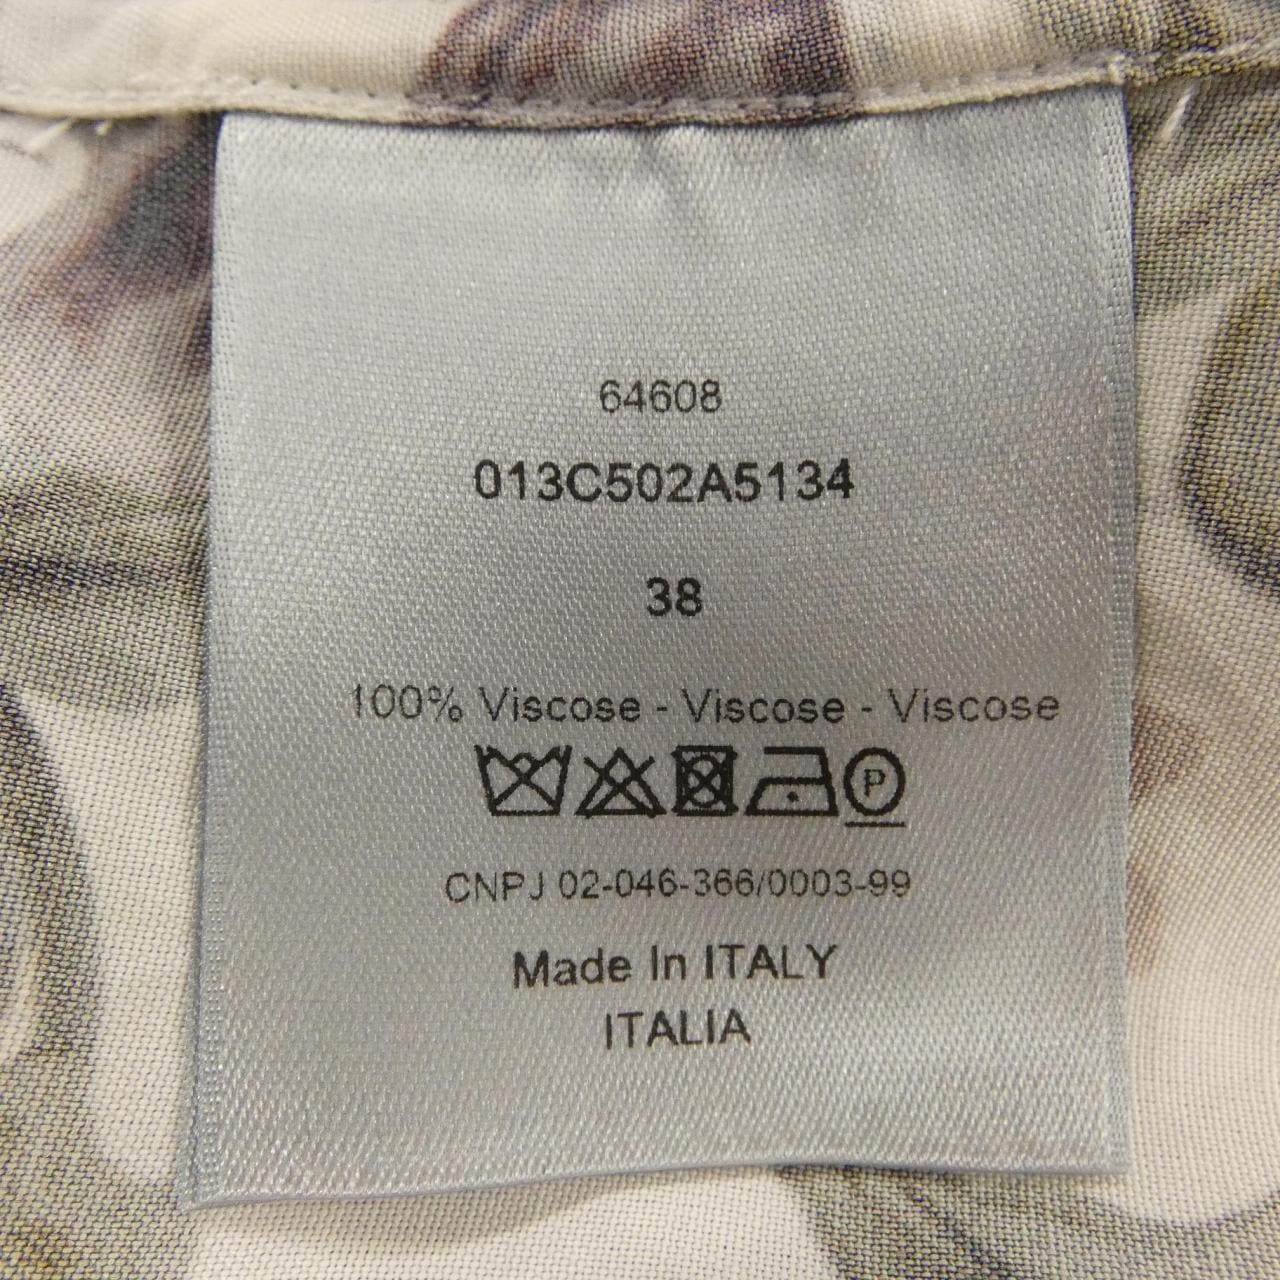 64608
013C502A5134
38
100% Viscose - Viscose - Viscose
P
CNPJ 02-046-366/0003-99
Made In ITALY
ITALIA